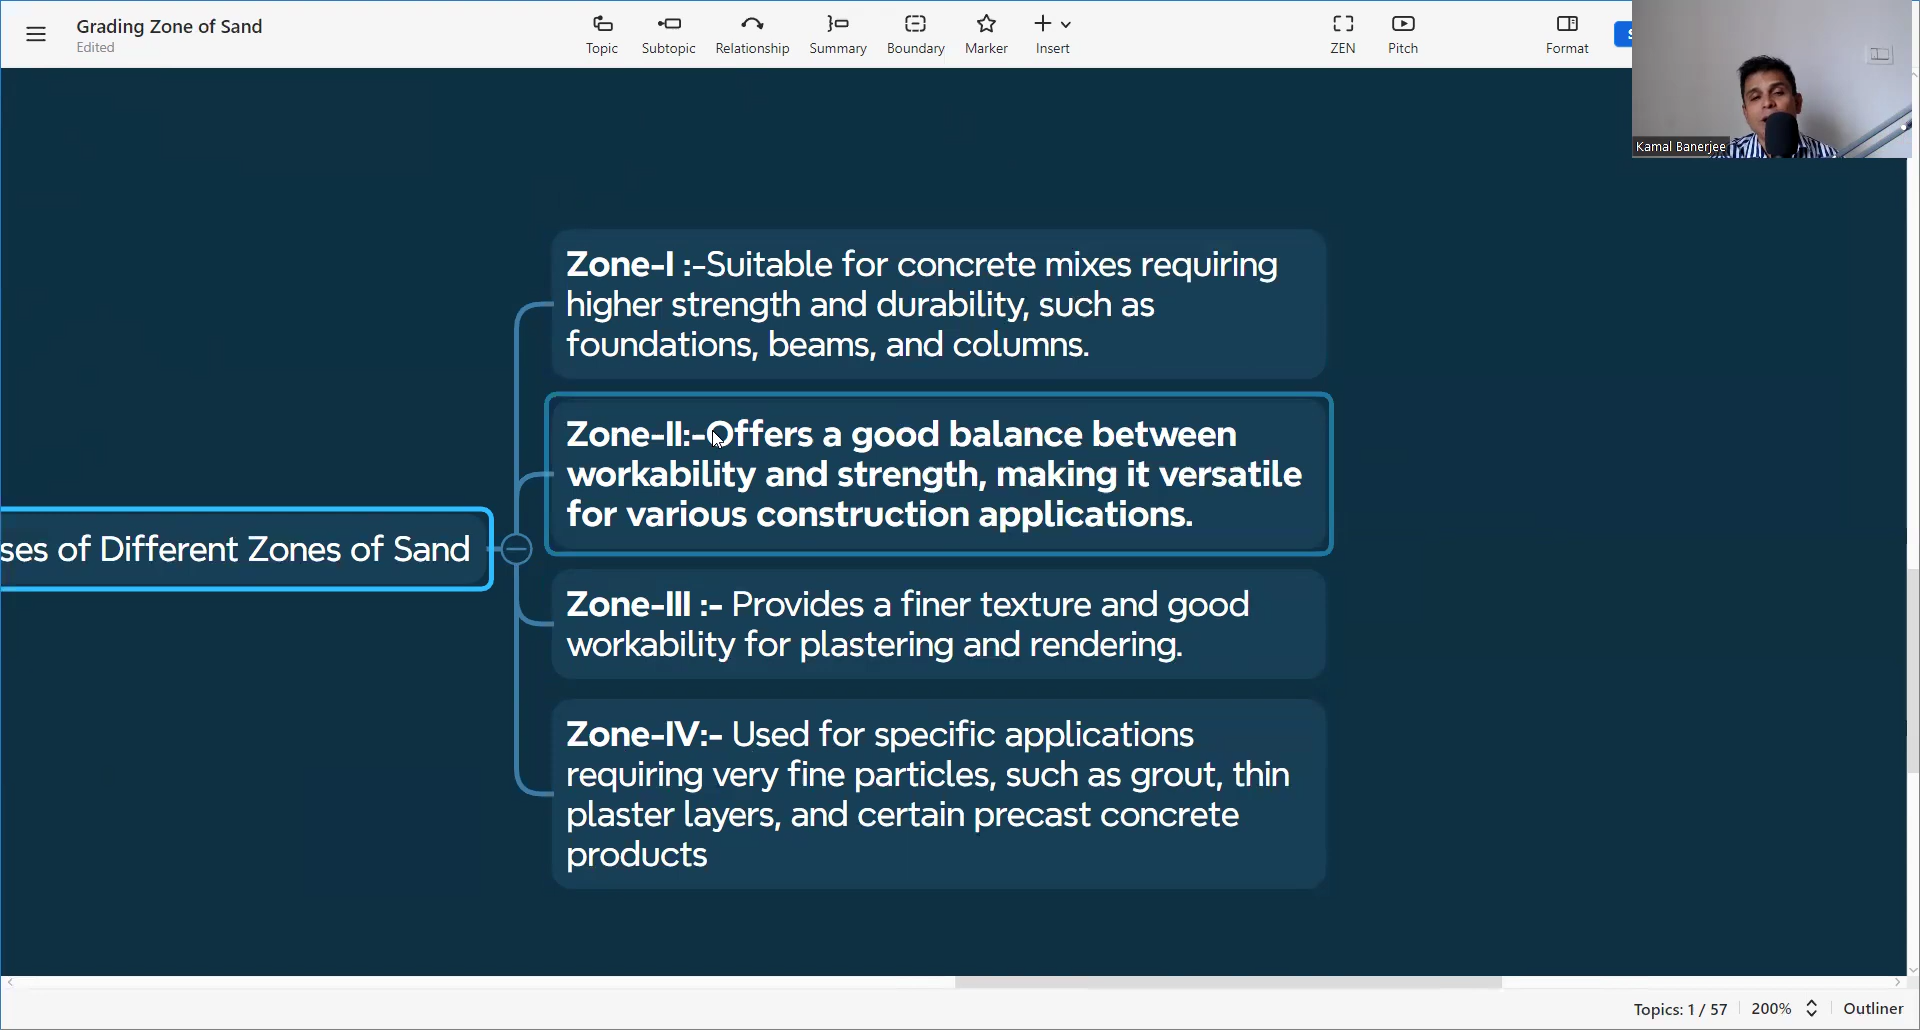 Grading Zone of Sand
Edited
Topic
Subtopic
Relationship
Summary
Boundary
Marker
Insert
ZEN
Pitch
Format
Kamal Banerjee
Zone-I :-Suitable for concrete mixes requiring
higher strength and durability, such as
foundations, beams, and columns.
Zone-II:-Offers a good balance between
workability and strength, making it versatile
for various construction applications.
of Different Zones of Sand
Zone-III :- Provides a finer texture and good
workability for plastering and rendering.
Zone-IV:- Used for specific applications
requiring very fine particles, such as grout, thin
plaster layers, and certain precast concrete
products
Topics: 1 / 57
200%
Outliner